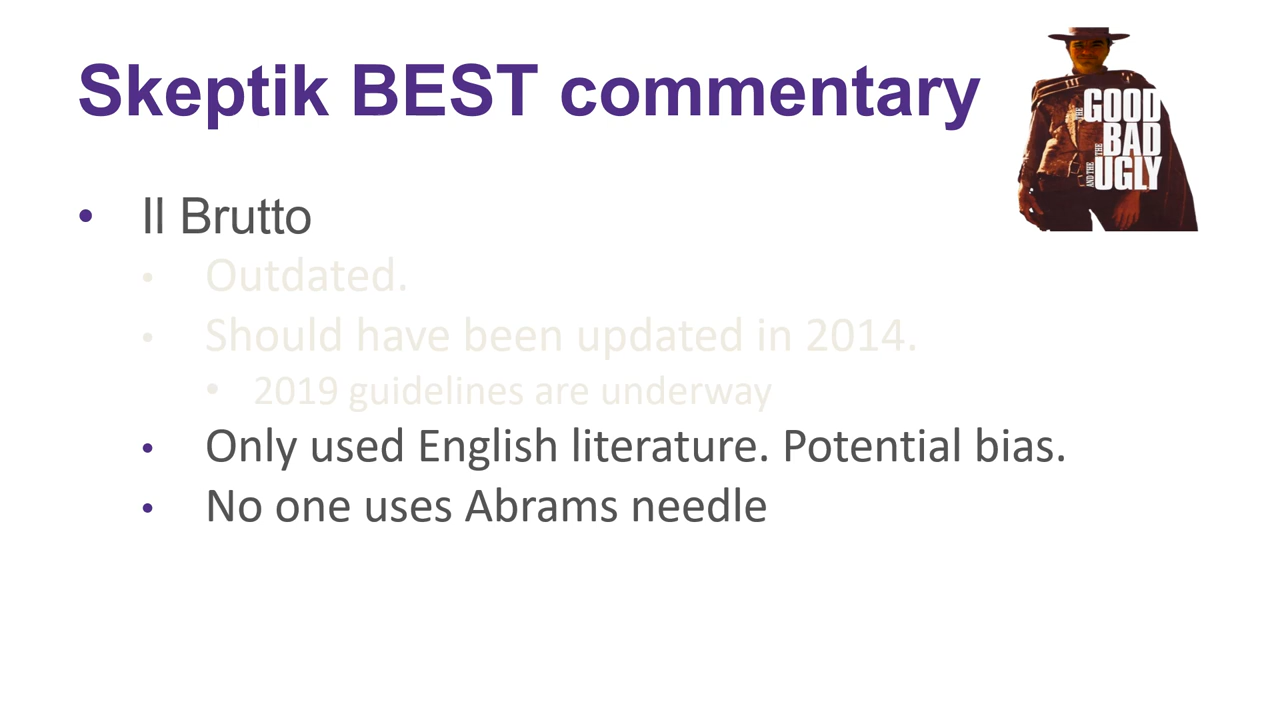 Skeptik BEST commentary
THE GOOD
THE BAD
AND THE UGLY
• Il Brutto
• Outdated.
• Should have been updated in 2014.
• 2019 guidelines are underway
• Only used English literature. Potential bias.
• No one uses Abrams needle